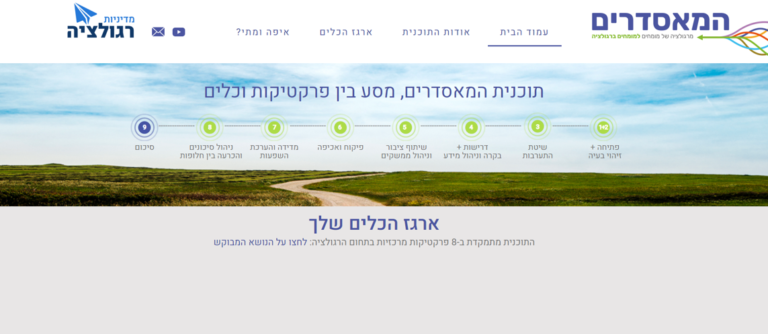 המאסדרים
מרגולציה של מומחים למומחים ברגולציה
עמוד הבית
אודות התוכנית
ארגז הכלים
איפה ומתי?
מדיניות
רגולציה
תוכנית המאסדרים, מסע בין פרקטיקות וכלים
1+2
3
4
5
6
7
8
9
פתיחה +
זיהוי בעיה
שיטת
התערבות
דרישות +
בקרה וניהול מידע
שיתוף ציבור
וניהול ממשקים
פיקוח ואכיפה
מדידה והערכת
השפעות
ניהול סיכונים
והכרעה בין חלופות
סיכום
ארגז הכלים שלך
התוכנית מתמקדת ב-8 פרקטיקות מרכזיות בתחום הרגולציה: לחצו על הנושא המבוקש